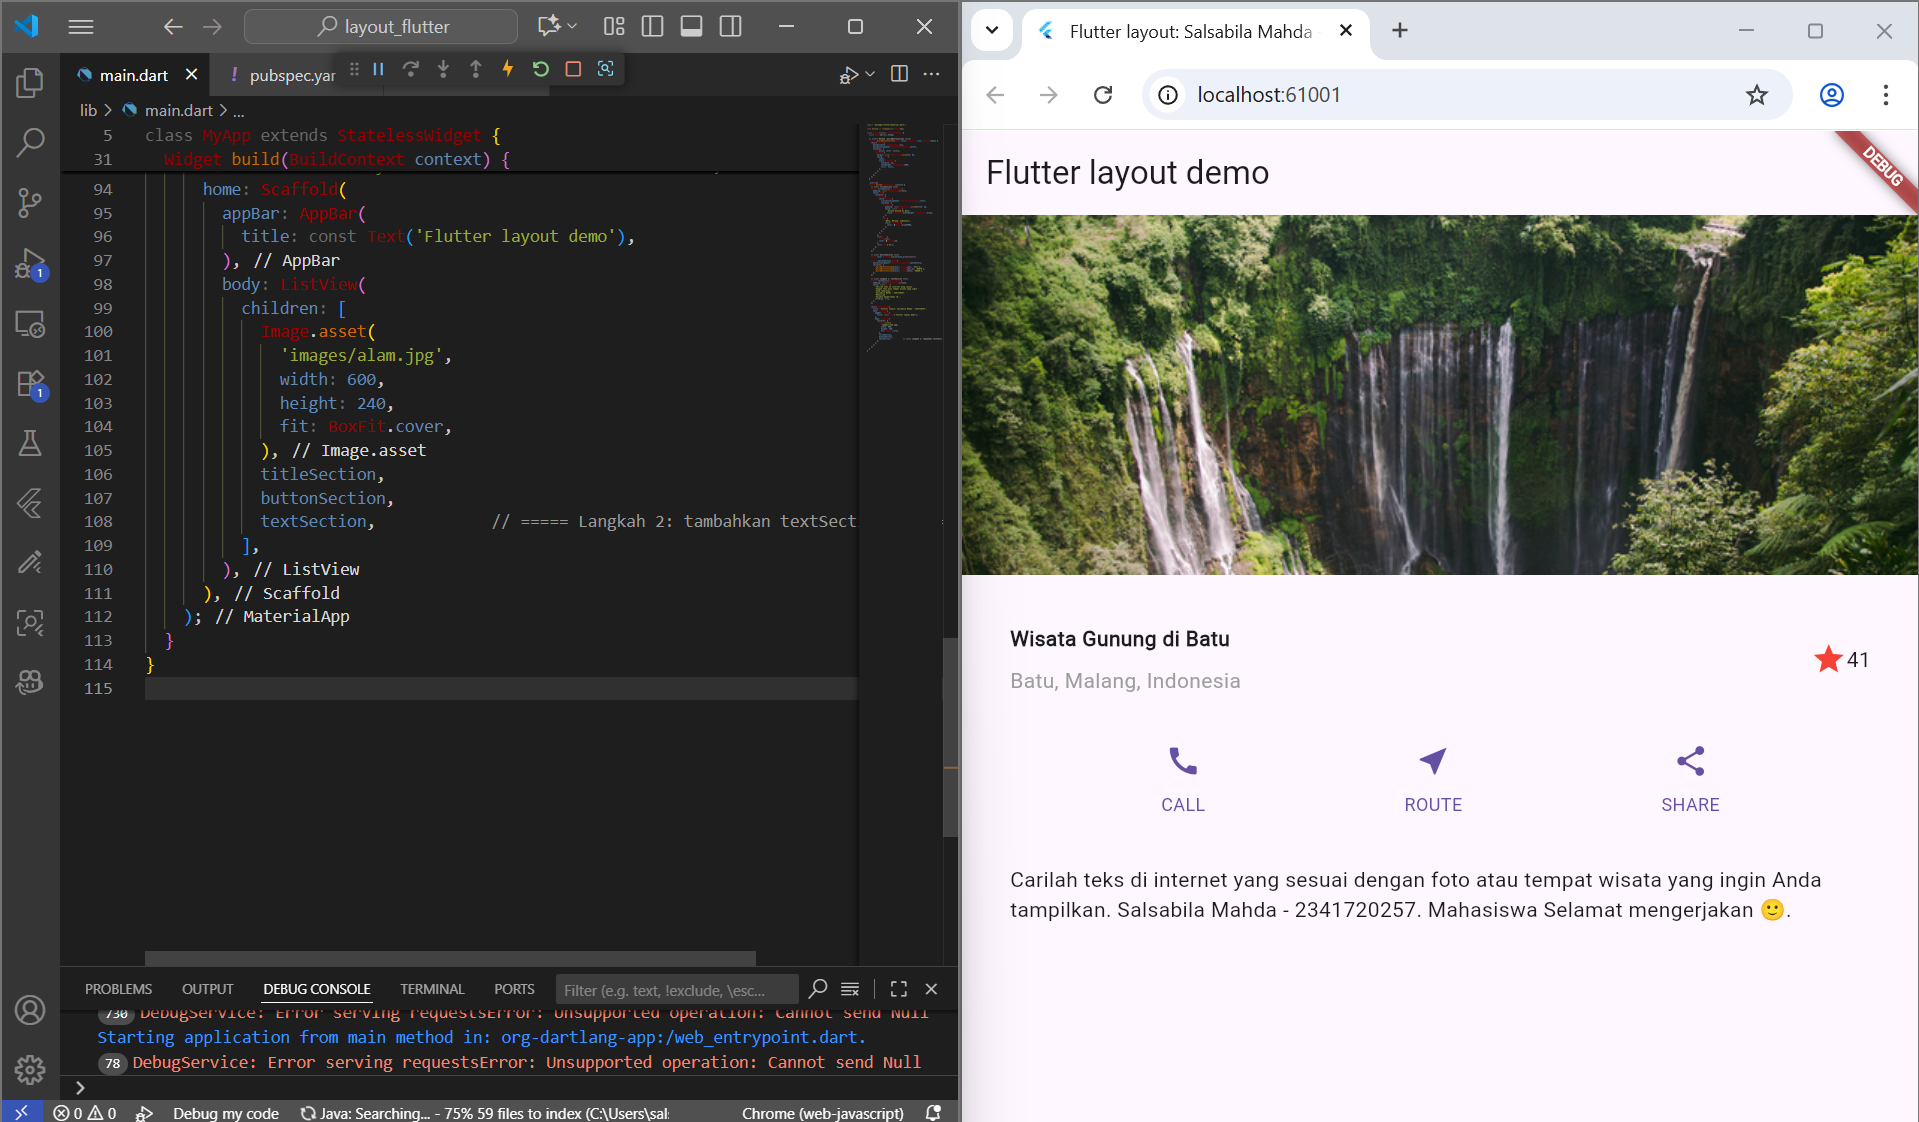 layout_flutter
main.dart
pubspec.yar
lib > main.dart > ...
5 class MyApp extends StatelessWidget {
31 Widget build(BuildContext context) {
94 home: Scaffold(
95 appBar: AppBar(
96 title: const Text('Flutter layout demo'),
97 ), // AppBar
98 body: ListView(
99 children: [
100 Image.asset(
101 'images/alam.jpg',
102 width: 600,
103 height: 240,
104 fit: BoxFit.cover,
105 ), // Image.asset
106 titleSection,
107 buttonSection,
108 textSection, // ===== Langkah 2: tambahkan textSect
109 ],
110 ), // ListView
111 ), // Scaffold
112 ); // MaterialApp
113 }
114 }
115
1
1
PROBLEMS OUTPUT DEBUG CONSOLE TERMINAL PORTS Filter (e.g. text, !exclude, \esc...
730 DebugService: Error serving requestsError: Unsupported operation: Cannot send Null
Starting application from main method in: org-dartlang-app:/web_entrypoint.dart.
78 DebugService: Error serving requestsError: Unsupported operation: Cannot send Null
>
0 0 Debug my code Java: Searching... - 75% 59 files to index (C:\Users\sal Chrome (web-javascript)
Flutter layout: Salsabila Mahda
localhost:61001
Flutter layout demo
DEBUG
Wisata Gunung di Batu
Batu, Malang, Indonesia
41
CALL
ROUTE
SHARE
Carilah teks di internet yang sesuai dengan foto atau tempat wisata yang ingin Anda
tampilkan. Salsabila Mahda - 2341720257. Mahasiswa Selamat mengerjakan 🙂.